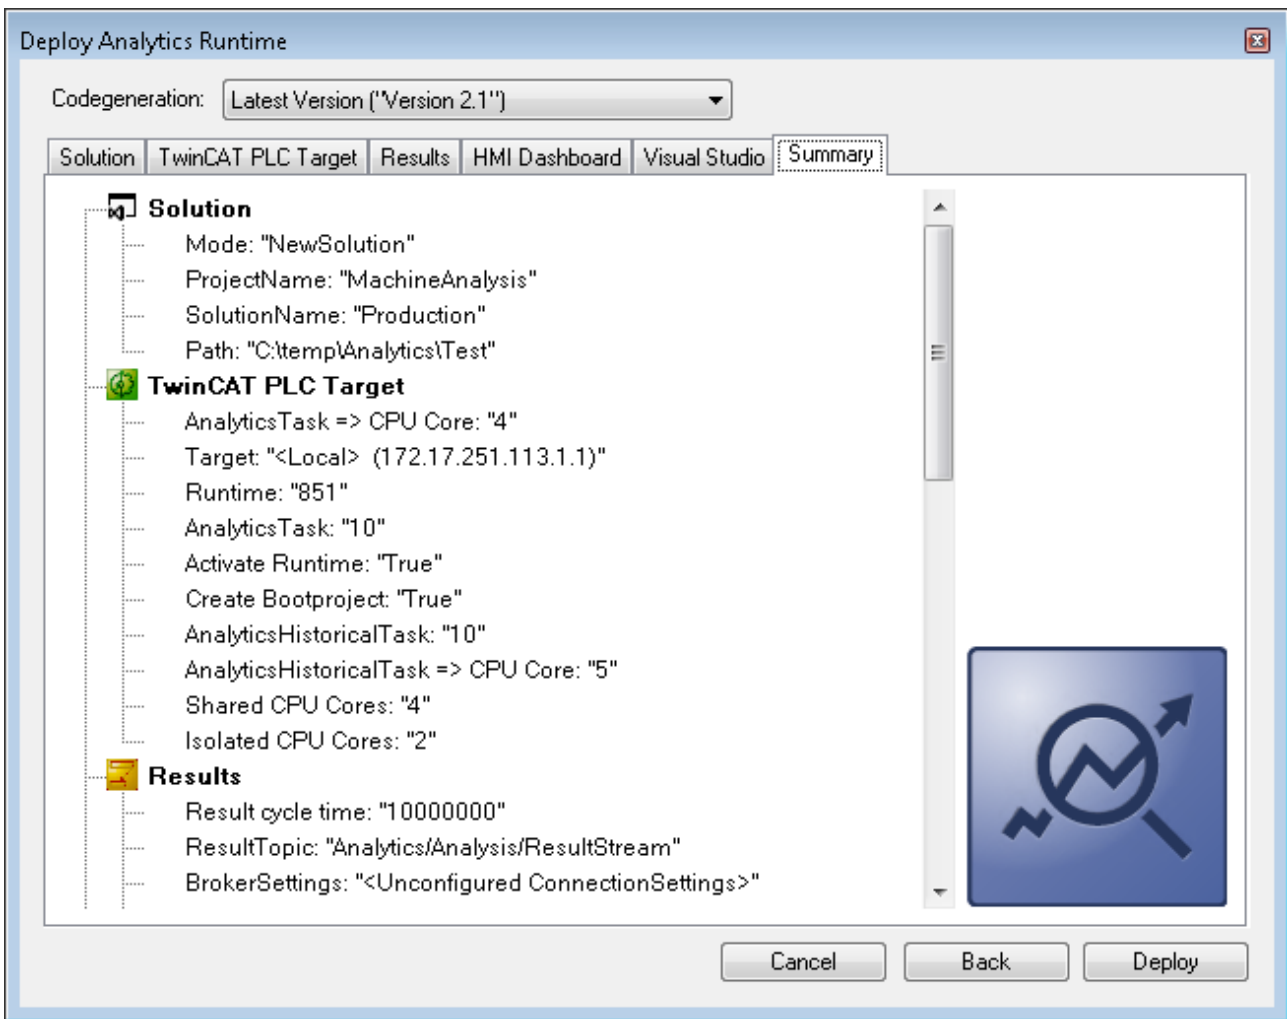 Deploy Analytics Runtime
Codegeneration: Latest Version ("Version 2.1")
Solution TwinCAT PLC Target Results HMI Dashboard Visual Studio Summary
Solution
Mode: "NewSolution"
ProjectName: "MachineAnalysis"
SolutionName: "Production"
Path: "C:\temp\Analytics\Test"
TwinCAT PLC Target
AnalyticsTask => CPU Core: "4"
Target: "<Local> (172.17.251.113.1.1)"
Runtime: "851"
AnalyticsTask: "10"
Activate Runtime: "True"
Create Bootproject: "True"
AnalyticsHistoricalTask: "10"
AnalyticsHistoricalTask => CPU Core: "5"
Shared CPU Cores: "4"
Isolated CPU Cores: "2"
Results
Result cycle time: "10000000"
ResultTopic: "Analytics/Analysis/ResultStream"
BrokerSettings: "<Unconfigured ConnectionSettings>"
Cancel Back Deploy